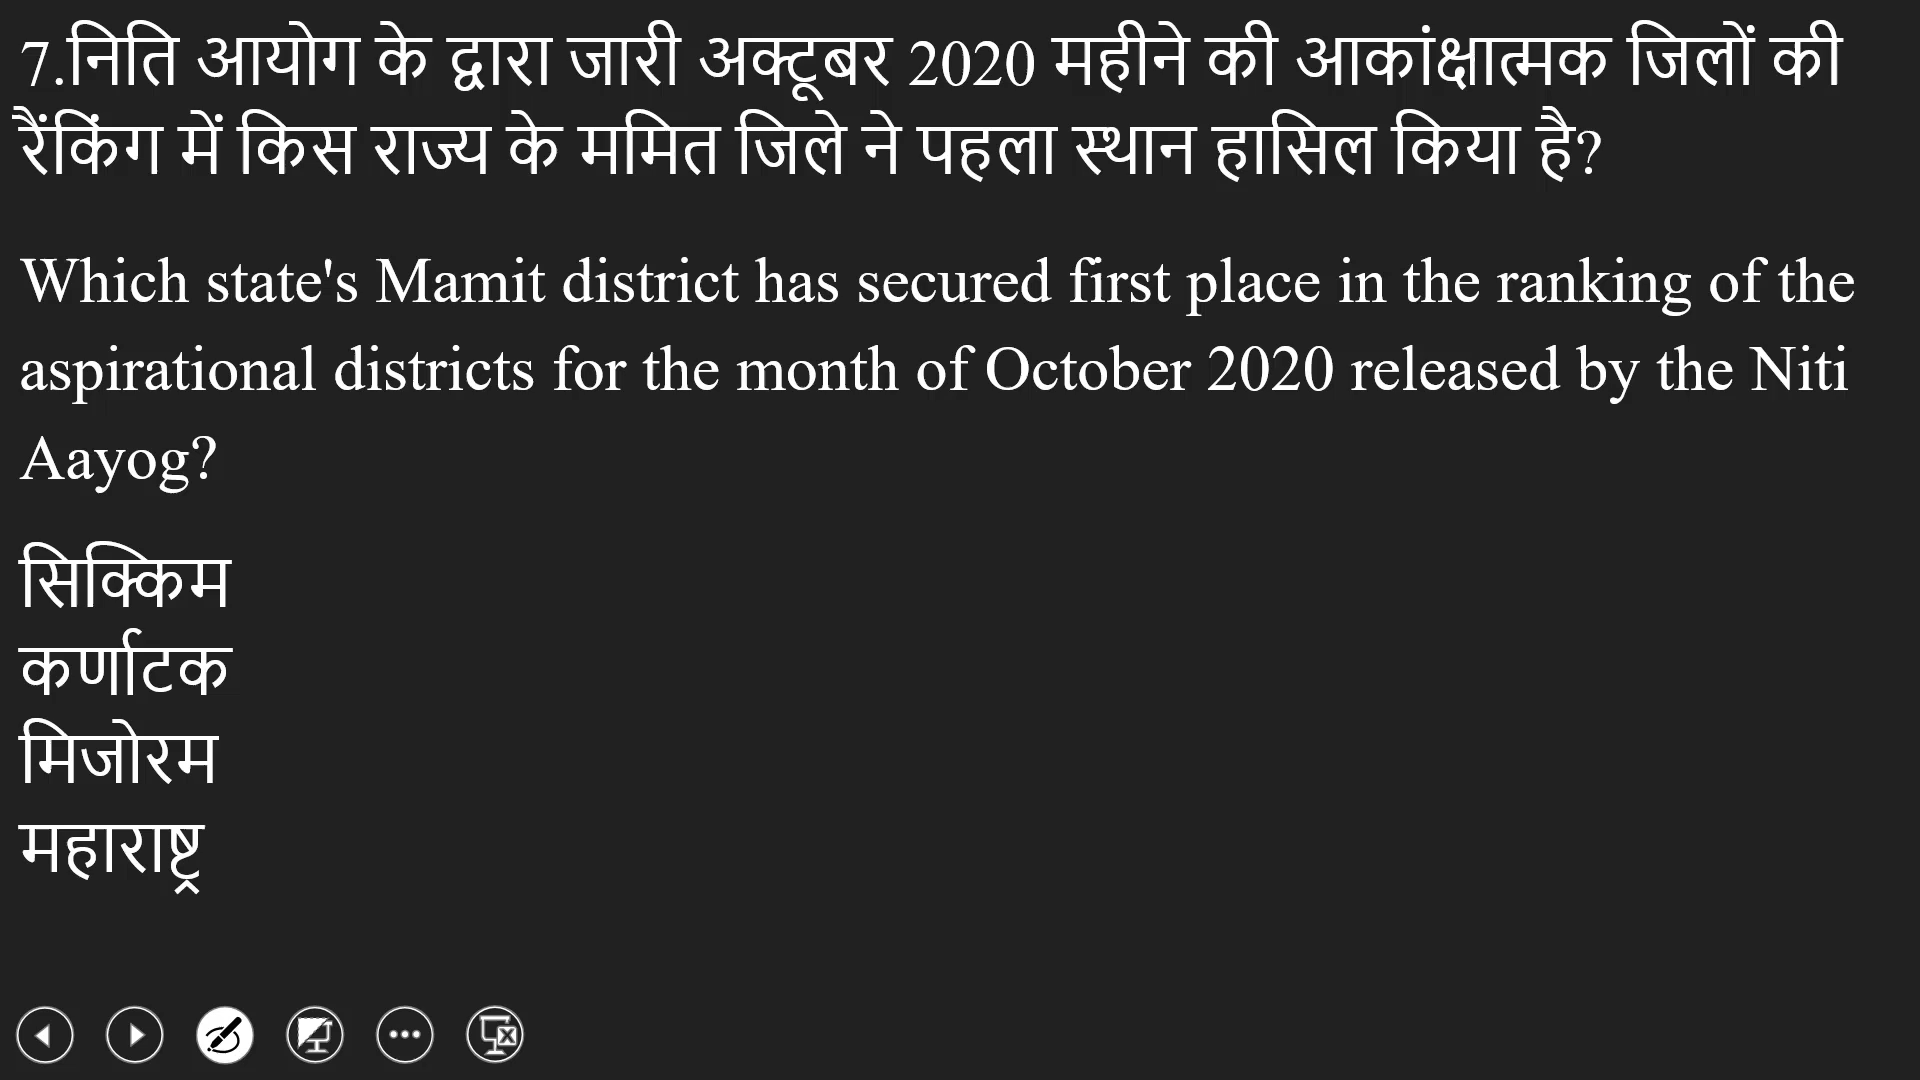 7.निति आयोग के द्वारा जारी अक्टूबर 2020 महीने की आकांक्षात्मक जिलों की
रैंकिंग में किस राज्य के ममित जिले ने पहला स्थान हासिल किया है?
Which state's Mamit district has secured first place in the ranking of the
aspirational districts for the month of October 2020 released by the Niti
Aayog?
सिक्किम
कर्णाटक
मिजोरम
महाराष्ट्र